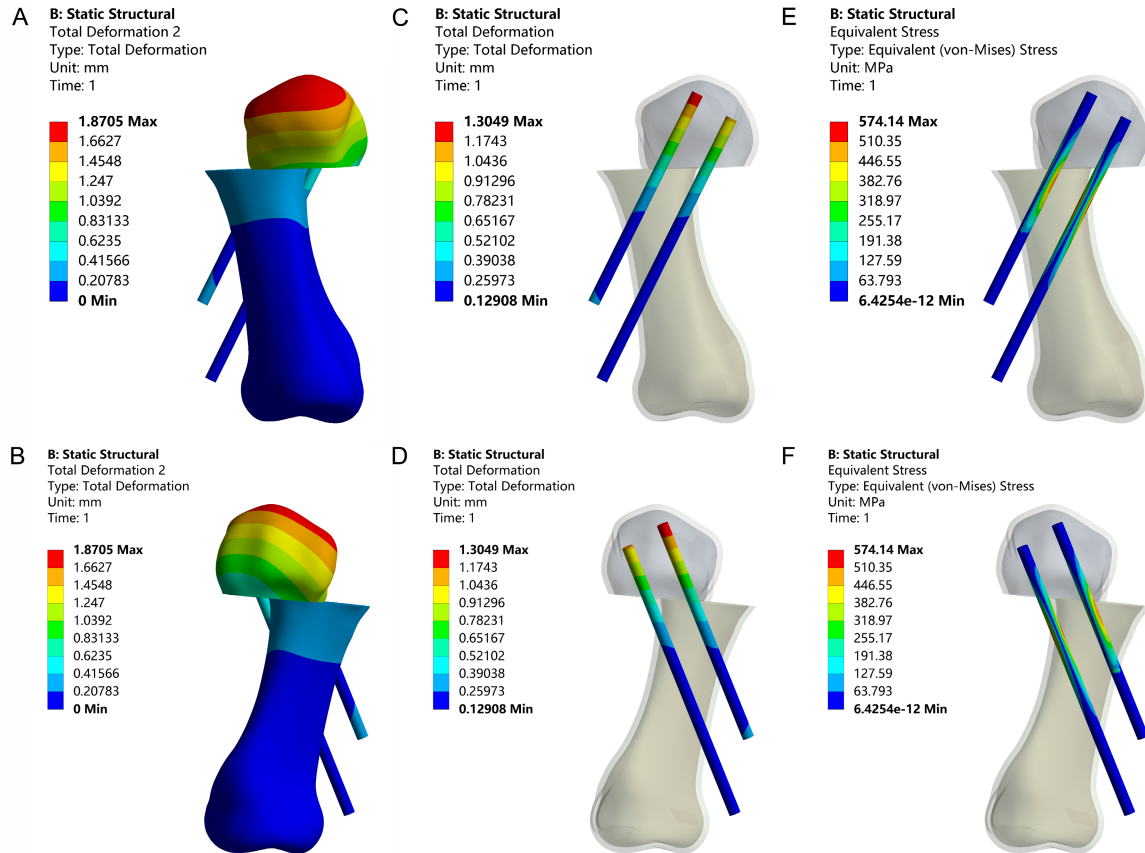 A
B: Static Structural
Total Deformation 2
Type: Total Deformation
Unit: mm
Time: 1
1.8705 Max
1.6627
1.4548
1.247
1.0392
0.83133
0.6235
0.41566
0.20783
0 Min
C
B: Static Structural
Total Deformation
Type: Total Deformation
Unit: mm
Time: 1
1.3049 Max
1.1743
1.0436
0.91296
0.78231
0.65167
0.52102
0.39038
0.25973
0.12908 Min
E
B: Static Structural
Equivalent Stress
Type: Equivalent (von-Mises) Stress
Unit: MPa
Time: 1
574.14 Max
510.35
446.55
382.76
318.97
255.17
191.38
127.59
63.793
6.4254e-12 Min
B
B: Static Structural
Total Deformation 2
Type: Total Deformation
Unit: mm
Time: 1
1.8705 Max
1.6627
1.4548
1.247
1.0392
0.83133
0.6235
0.41566
0.20783
0 Min
D
B: Static Structural
Total Deformation
Type: Total Deformation
Unit: mm
Time: 1
1.3049 Max
1.1743
1.0436
0.91296
0.78231
0.65167
0.52102
0.39038
0.25973
0.12908 Min
F
B: Static Structural
Equivalent Stress
Type: Equivalent (von-Mises) Stress
Unit: MPa
Time: 1
574.14 Max
510.35
446.55
382.76
318.97
255.17
191.38
127.59
63.793
6.4254e-12 Min